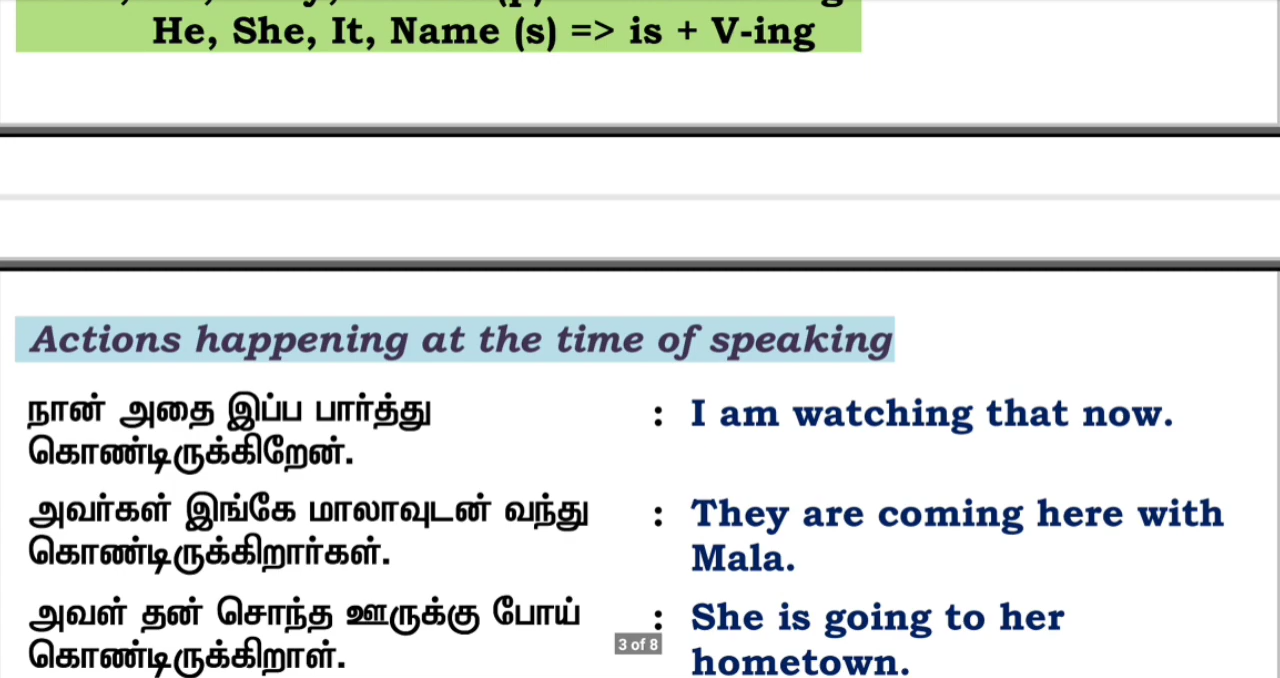 He, She, It, Name (s) => is + V-ing
Actions happening at the time of speaking
நான் அதை இப்ப பார்த்து : I am watching that now.
கொண்டிருக்கிறேன்.
அவர்கள் இங்கே மாலாவுடன் வந்து : They are coming here with
கொண்டிருக்கிறார்கள். Mala.
அவள் தன் சொந்த ஊருக்கு போய் : She is going to her
3 of 8
கொண்டிருக்கிறாள். hometown.